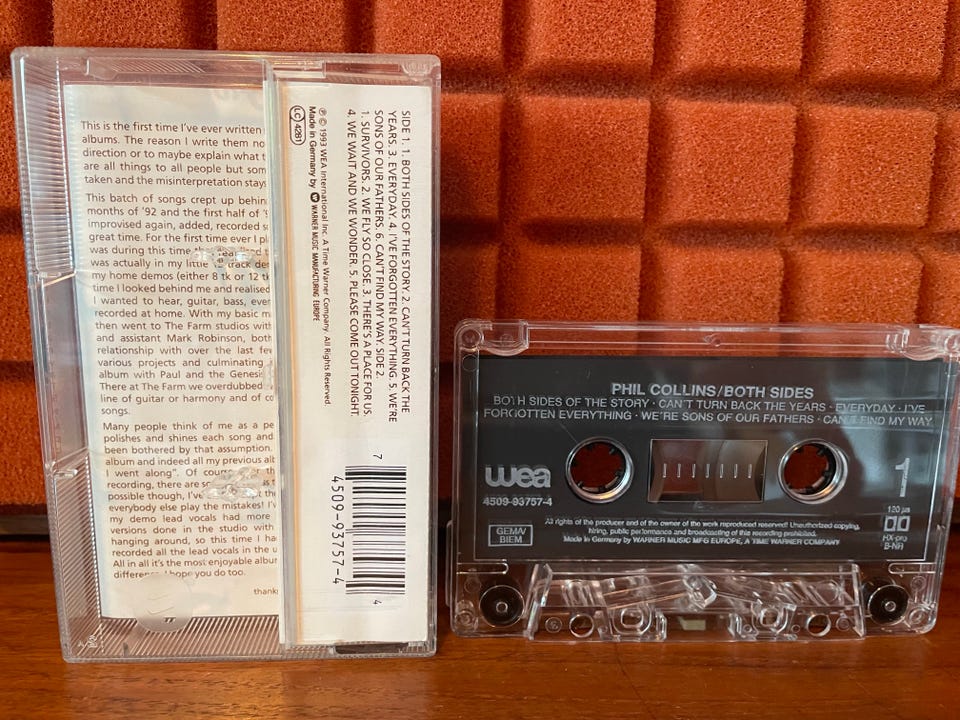 This is the first time I've ever written
albums. The reason I write them no
direction or to maybe explain what
are all things to all people but som
taken and the misinterpretation stays
This batch of songs crept up behin
months of '92 and the first half of
improvised again, added, recorded
great time. For the first time ever I
was during this time
was actually in my little track
my home demos (either 8 tk or 12
time I looked behind me and realised
I wanted to hear, guitar, bass, ever
recorded at home. With my basic
then went to The Farm studios with
and assistant Mark Robinson, both
relationship with over the last few
various projects and culminating
album with Paul and the Genesis
There at The Farm we overdubbed
line of guitar or harmony and of
songs.
Many people think of me as a pe
polishes and shines each song and
been bothered by that assumption.
album and indeed all my previous
I went along". Of course
recording, there are
possible though, I've
everybody else play the mistakes!
my demo lead vocals had more
versions done in the studio with
hanging around, so this time I
recorded all the lead vocals in the
All in all it's the most enjoyable
difference I hope you do too.
thank
SIDE 1. 1. BOTH SIDES OF THE STORY. 2. CAN'T TURN BACK THE
YEARS. 3. EVERYDAY. 4. I'VE FORGOTTEN EVERYTHING. 5. WE'RE
SONS OF OUR FATHERS. 6. CAN'T FIND MY WAY. SIDE 2.
1. SURVIVORS. 2. WE FLY SO CLOSE. 3. THERE'S A PLACE FOR US.
4. WE WAIT AND WE WONDER. 5. PLEASE COME OUT TONIGHT.
℗ © 1993 WEA International Inc. A Time Warner Company. All Rights Reserved.
Made in Germany by WARNER MUSIC MANUFACTURING EUROPE
LC 4281
7 4509-93757-4 4
PHIL COLLINS/BOTH SIDES
BOTH SIDES OF THE STORY · CAN'T TURN BACK THE YEARS · EVERYDAY · I'VE
FORGOTTEN EVERYTHING · WE'RE SONS OF OUR FATHERS · CAN'T FIND MY WAY
wea
4509-93757-4
1
GEMA/
BIEM
All rights of the producer and of the owner of the work reproduced reserved! Unauthorized copying,
hiring, public performance and broadcasting of this recording prohibited.
Made in Germany by WARNER MUSIC MFG EUROPE, A TIME WARNER COMPANY
120 µs
HX-pro
B-NR